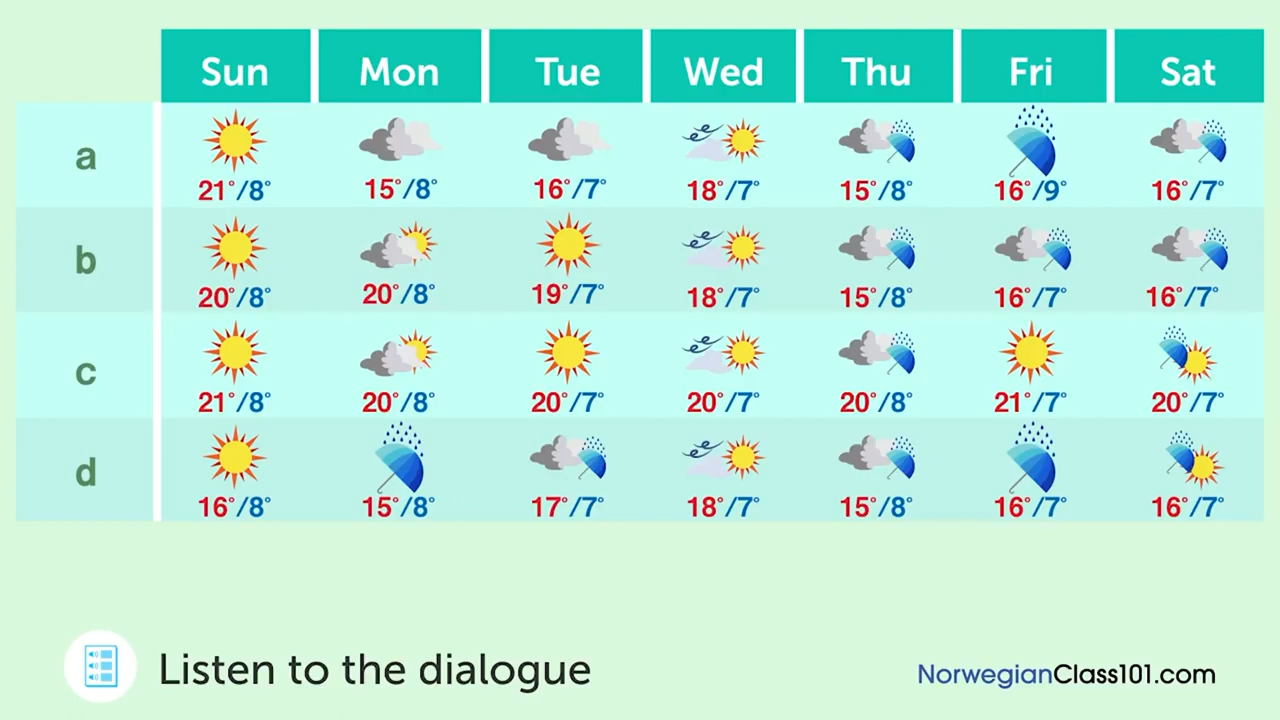 Sun Mon Tue Wed Thu Fri Sat
a
21°/8° 15°/8° 16°/7° 18°/7° 15°/8° 16°/9° 16°/7°
b
20°/8° 20°/8° 19°/7° 18°/7° 15°/8° 16°/7° 16°/7°
c
21°/8° 20°/8° 20°/7° 20°/7° 20°/8° 21°/7° 20°/7°
d
16°/8° 15°/8° 17°/7° 18°/7° 15°/8° 16°/7° 16°/7°
Listen to the dialogue
NorwegianClass101.com